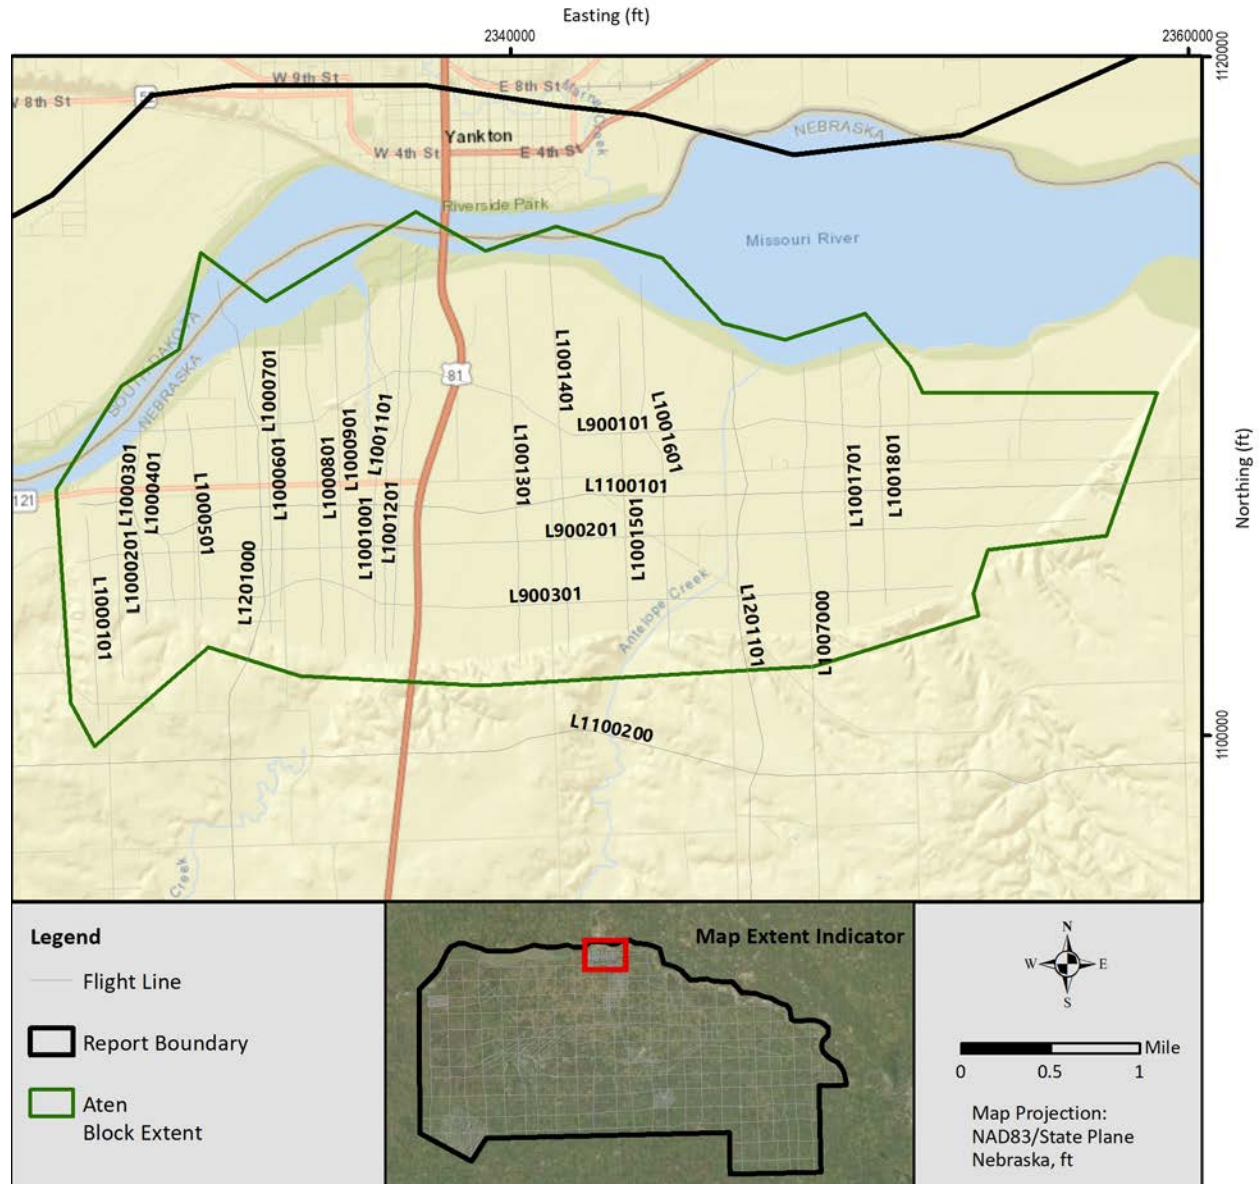 Easting (ft)
2340000
2360000
1120000
W 9th St
E 8th St
W 8th St
Marne Creek
NEBRASKA
Yankton
W 4th St
E 4th St
Riverside Park
Missouri River
SOUTH DAKOTA
NEBRASKA
81
121
L1000701
L1001401
L900101
L1001601
L1000901
L1001101
L1000301
L1000401
L1000601
L1000801
L1001301
L1100101
L1001701
L1001801
L1000501
L1000201
L1001001
L1001201
L900201
L1001501
L1201000
L1000101
L900301
Antelope Creek
L1201101
L1007000
L1100200
Creek
Northing (ft)
1100000
Legend
Flight Line
Report Boundary
Aten
Block Extent
Map Extent Indicator
N
W
E
S
Mile
0
0.5
1
Map Projection:
NAD83/State Plane
Nebraska, ft